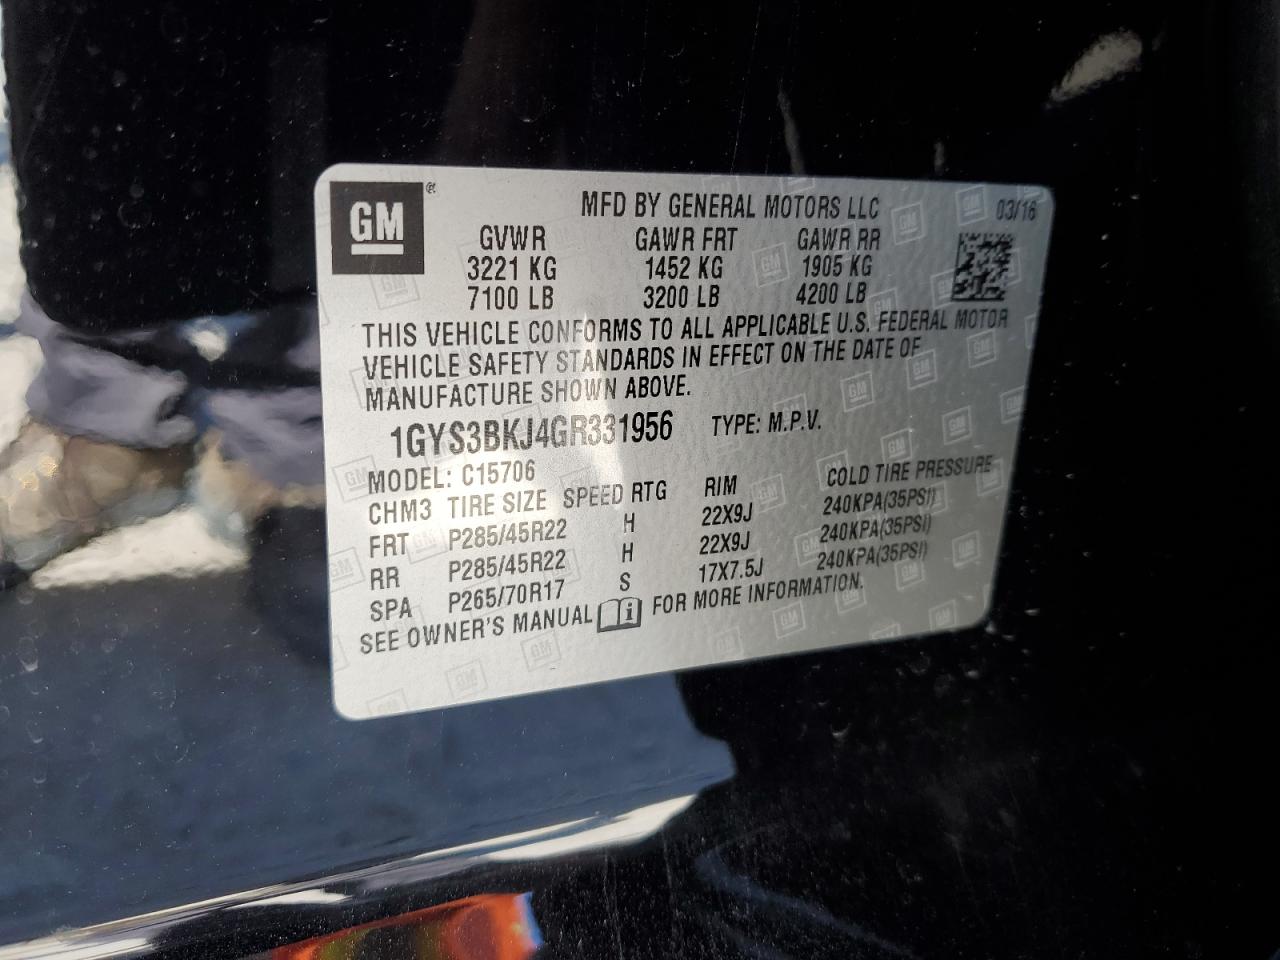 GM ®
MFD BY GENERAL MOTORS LLC 03/16
GVWR GAWR FRT GAWR RR
3221 KG 1452 KG 1905 KG
7100 LB 3200 LB 4200 LB
THIS VEHICLE CONFORMS TO ALL APPLICABLE U.S. FEDERAL MOTOR
VEHICLE SAFETY STANDARDS IN EFFECT ON THE DATE OF
MANUFACTURE SHOWN ABOVE.
1GYS3BKJ4GR331956 TYPE: M.P.V.
MODEL: C15706
CHM3 TIRE SIZE SPEED RTG RIM COLD TIRE PRESSURE
FRT P285/45R22 H 22X9J 240KPA(35PSI)
RR P285/45R22 H 22X9J 240KPA(35PSI)
SPA P265/70R17 S 17X7.5J 240KPA(35PSI)
SEE OWNER'S MANUAL FOR MORE INFORMATION.